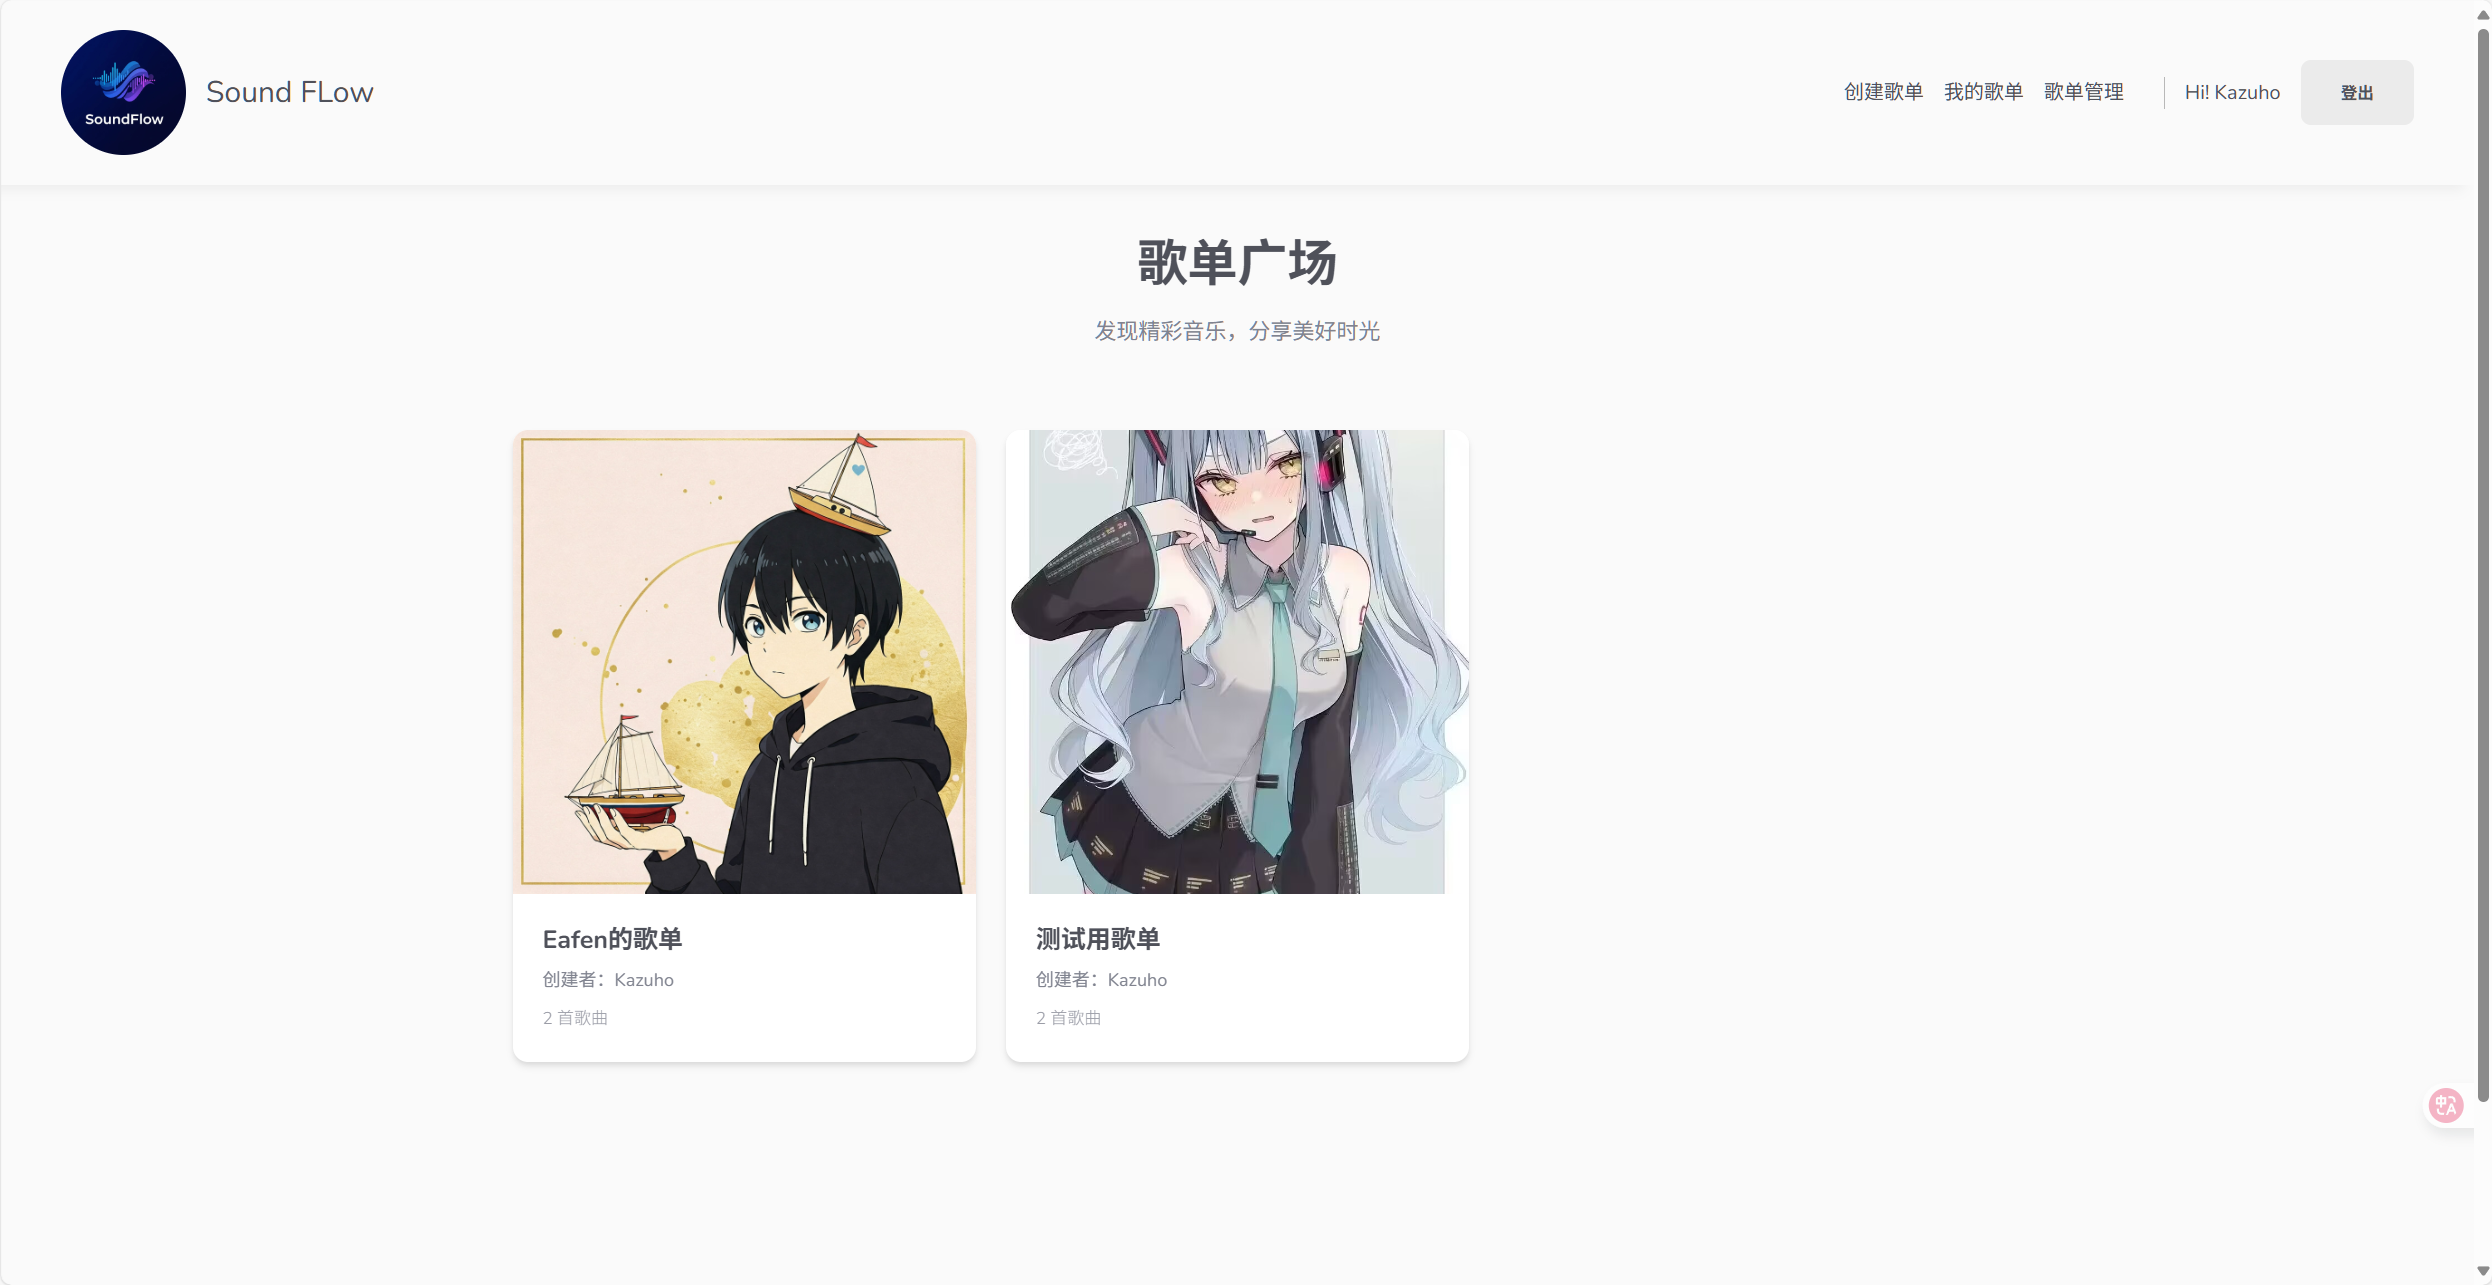 SoundFlow
Sound FLow
创建歌单 我的歌单 歌单管理 Hi! Kazuho 登出
歌单广场
发现精彩音乐，分享美好时光
Eafen的歌单
创建者：Kazuho
2 首歌曲
测试用歌单
创建者：Kazuho
2 首歌曲